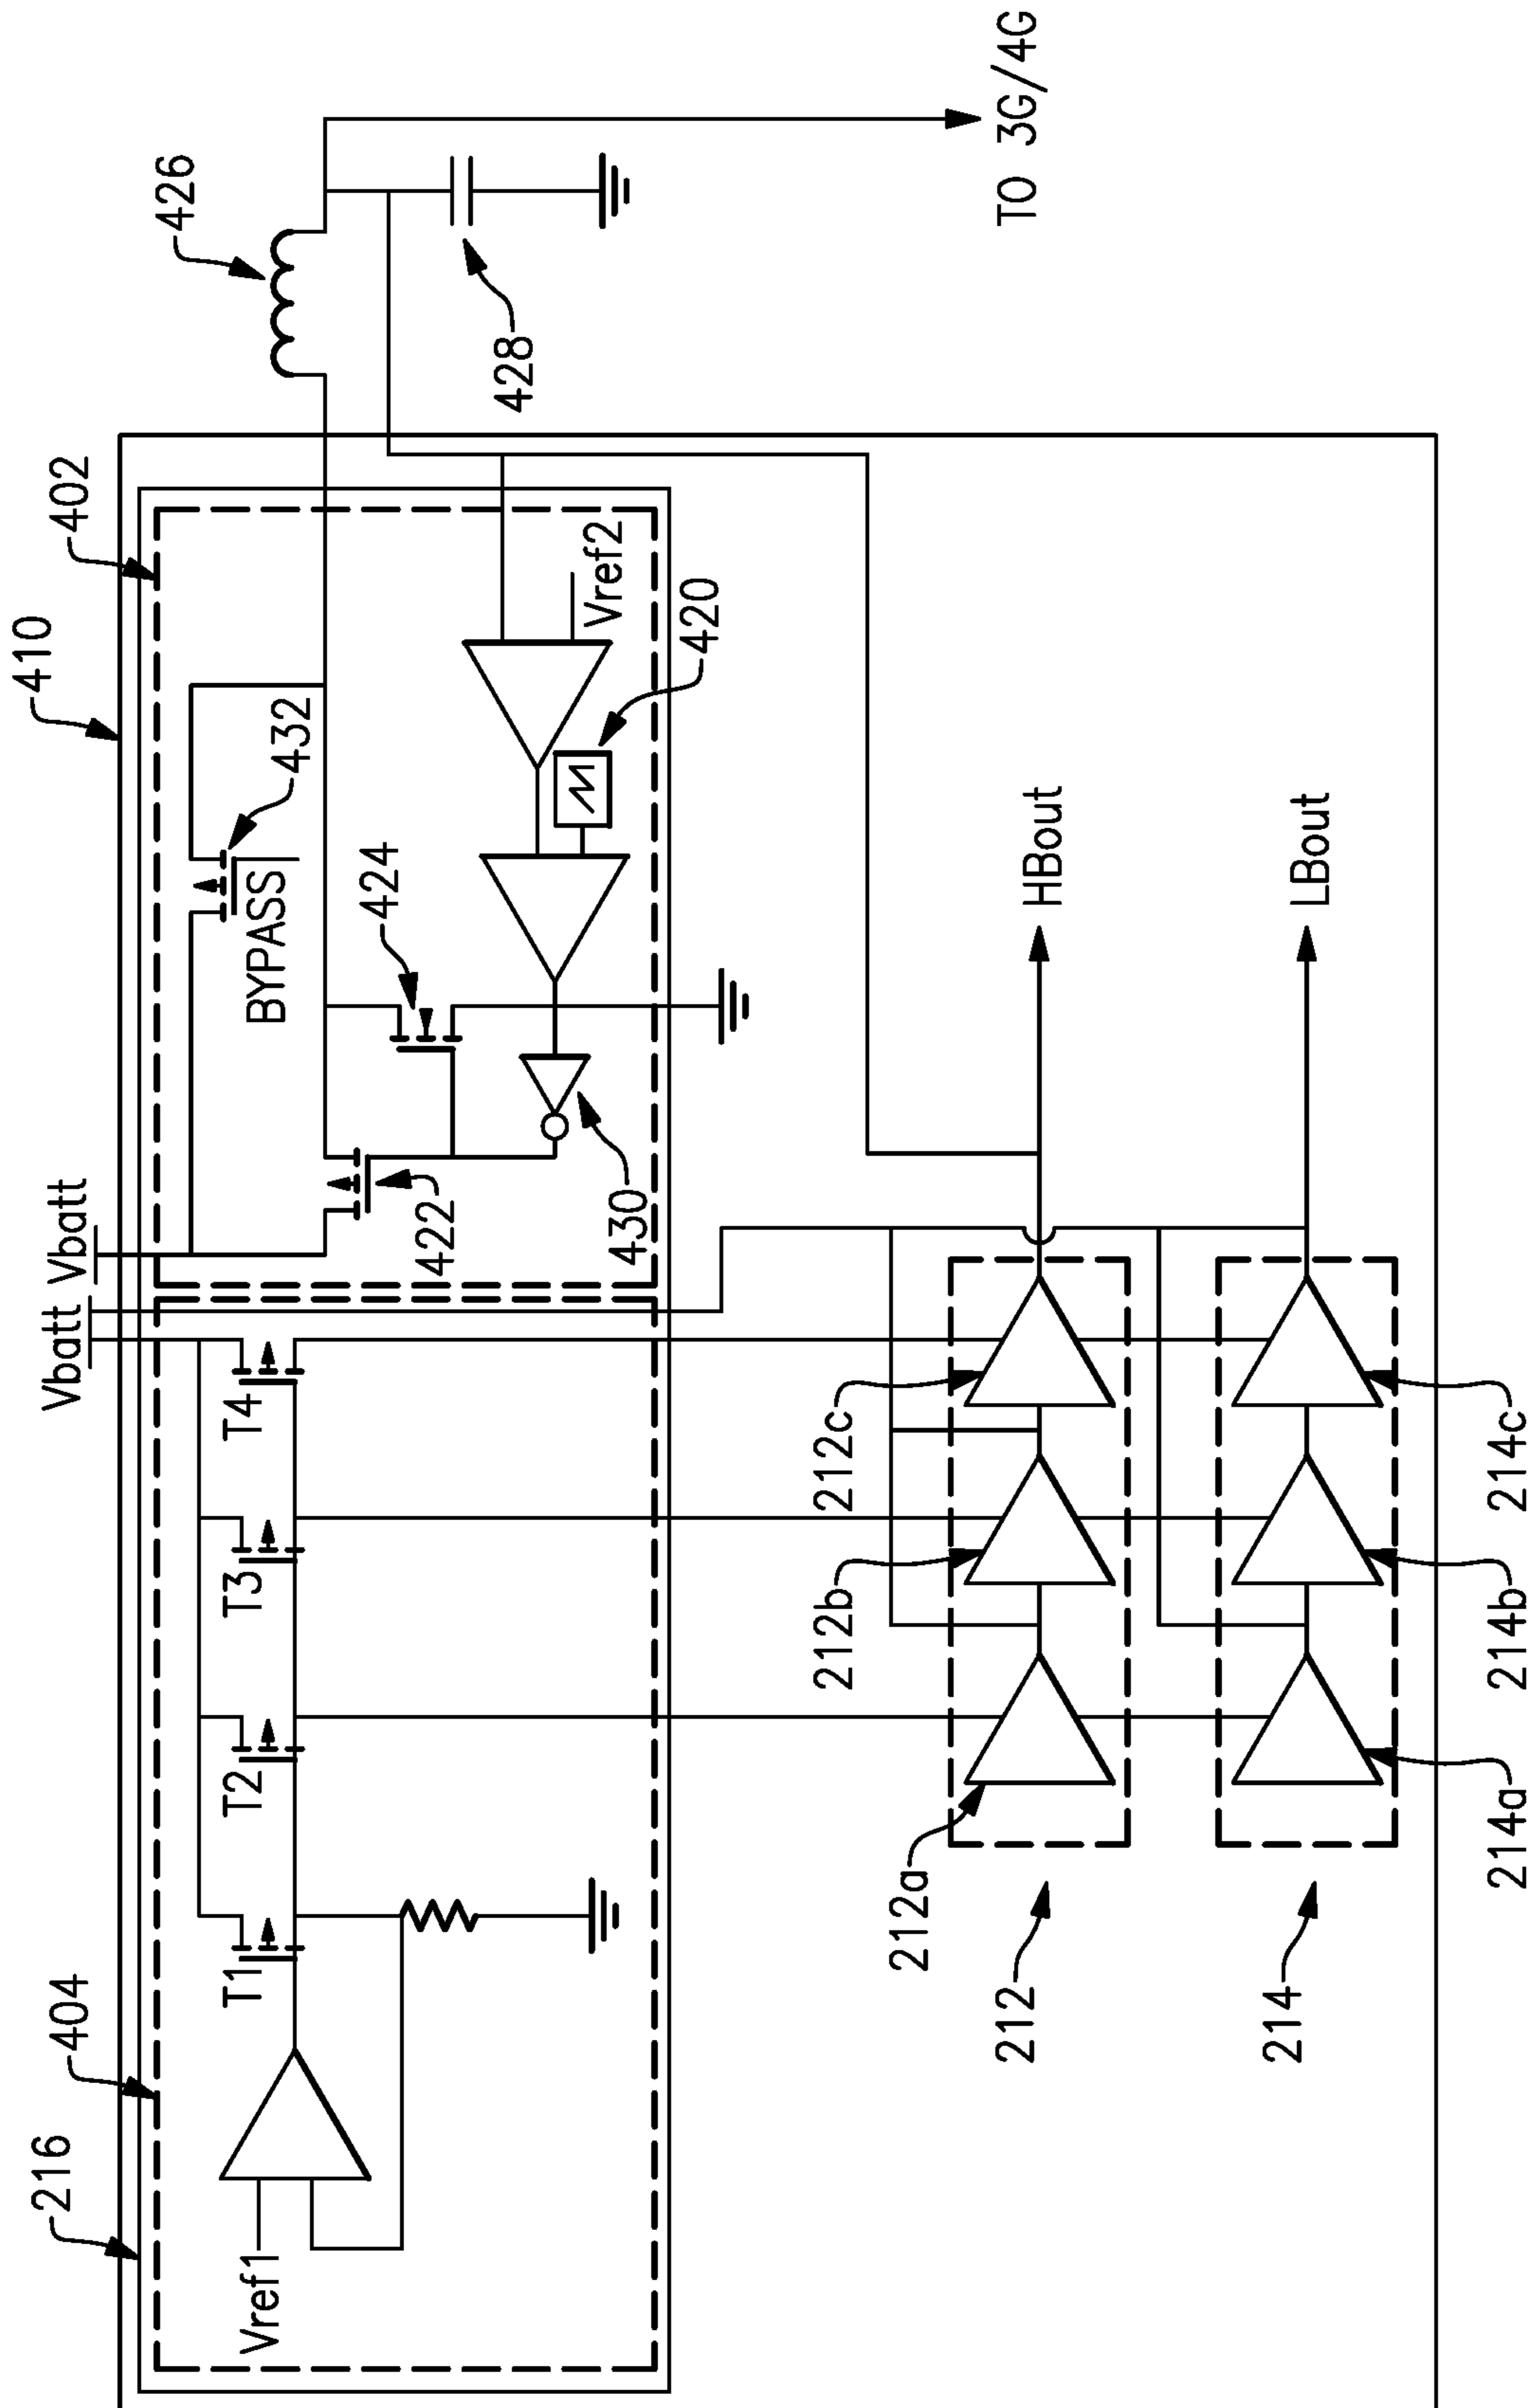 216
404
Vbatt
Vbatt
410
402
426
Vref1
T1
T2
T3
T4
422
424
BYPASS
432
430
Vref2
420
428
TO 3G/4G
212a
212b
212c
HBout
212
214
LBout
214a
214b
214c